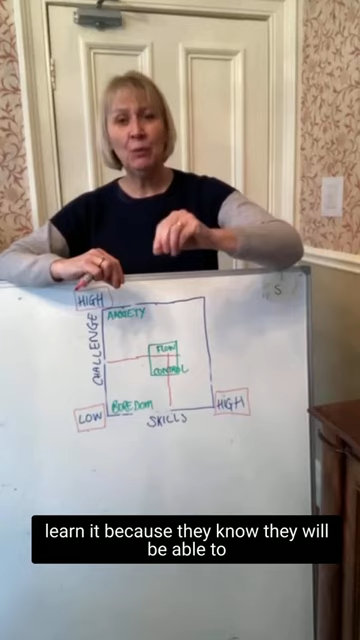 S
HIGH
ANXIETY
CHALLENGE
FLOW
CONTROL
BOREDOM
LOW
HIGH
SKILLS
learn it because they know they will
be able to